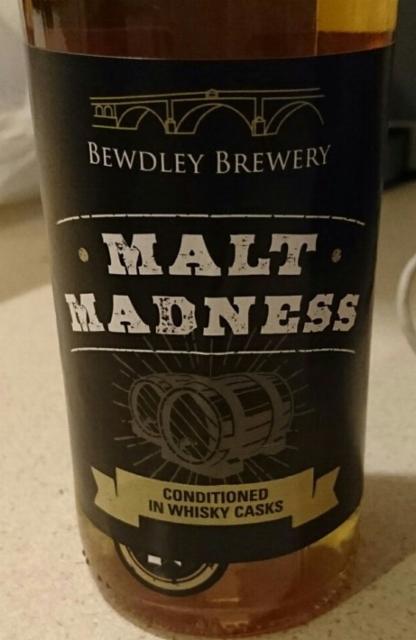 BEWDLEY BREWERY
MALT
MADNESS
CONDITIONED
IN WHISKY CASKS